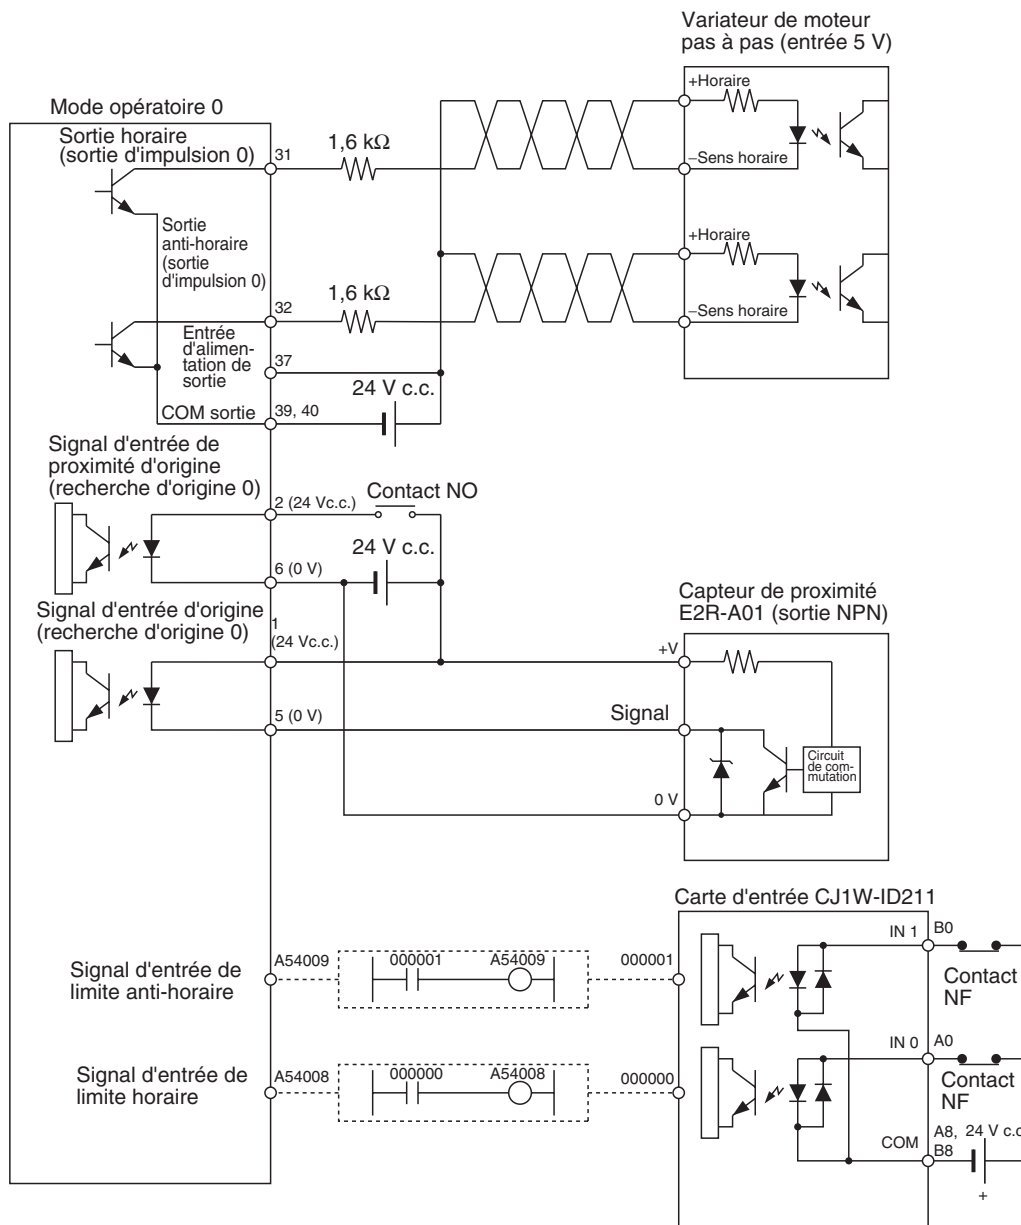 Variateur de moteur
pas à pas (entrée 5 V)
Mode opératoire 0
+Horaire
Sortie horaire
(sortie d'impulsion 0)
31
1,6 kΩ
–Sens horaire
Sortie
anti-horaire
(sortie
d'impulsion 0)
+Horaire
32
1,6 kΩ
–Sens horaire
Entrée
d'alimen-
tation de
sortie
37
24 V c.c.
COM sortie
39, 40
Signal d'entrée de
proximité d'origine
(recherche d'origine 0)
2 (24 Vc.c.)
Contact NO
24 V c.c.
6 (0 V)
Signal d'entrée d'origine
(recherche d'origine 0)
1
(24 Vc.c.)
Capteur de proximité
E2R-A01 (sortie NPN)
+V
5 (0 V)
Signal
Circuit
de com-
mutation
0 V
Carte d'entrée CJ1W-ID211
IN 1
B0
Signal d'entrée de
limite anti-horaire
A54009
000001
A54009
000001
Contact
NF
IN 0
A0
Signal d'entrée de
limite horaire
A54008
000000
A54008
000000
Contact
NF
COM
A8,
B8
24 V c.c
+